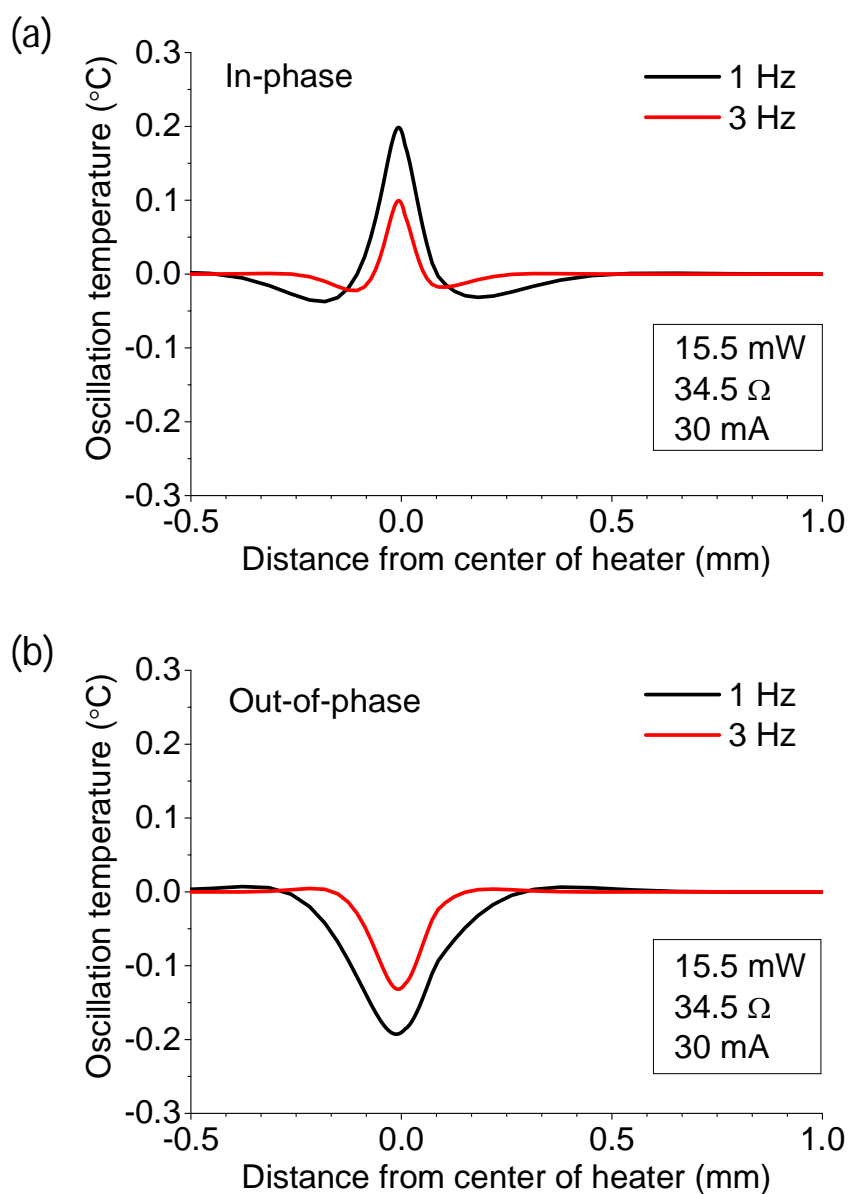 (a)
Oscillation temperature (°C)
0.3
0.2
0.1
0.0
-0.1
-0.2
-0.3
In-phase
1 Hz
3 Hz
15.5 mW
34.5 Ω
30 mA
-0.5 0.0 0.5 1.0
Distance from center of heater (mm)
(b)
Oscillation temperature (°C)
0.3
0.2
0.1
0.0
-0.1
-0.2
-0.3
Out-of-phase
1 Hz
3 Hz
15.5 mW
34.5 Ω
30 mA
-0.5 0.0 0.5 1.0
Distance from center of heater (mm)